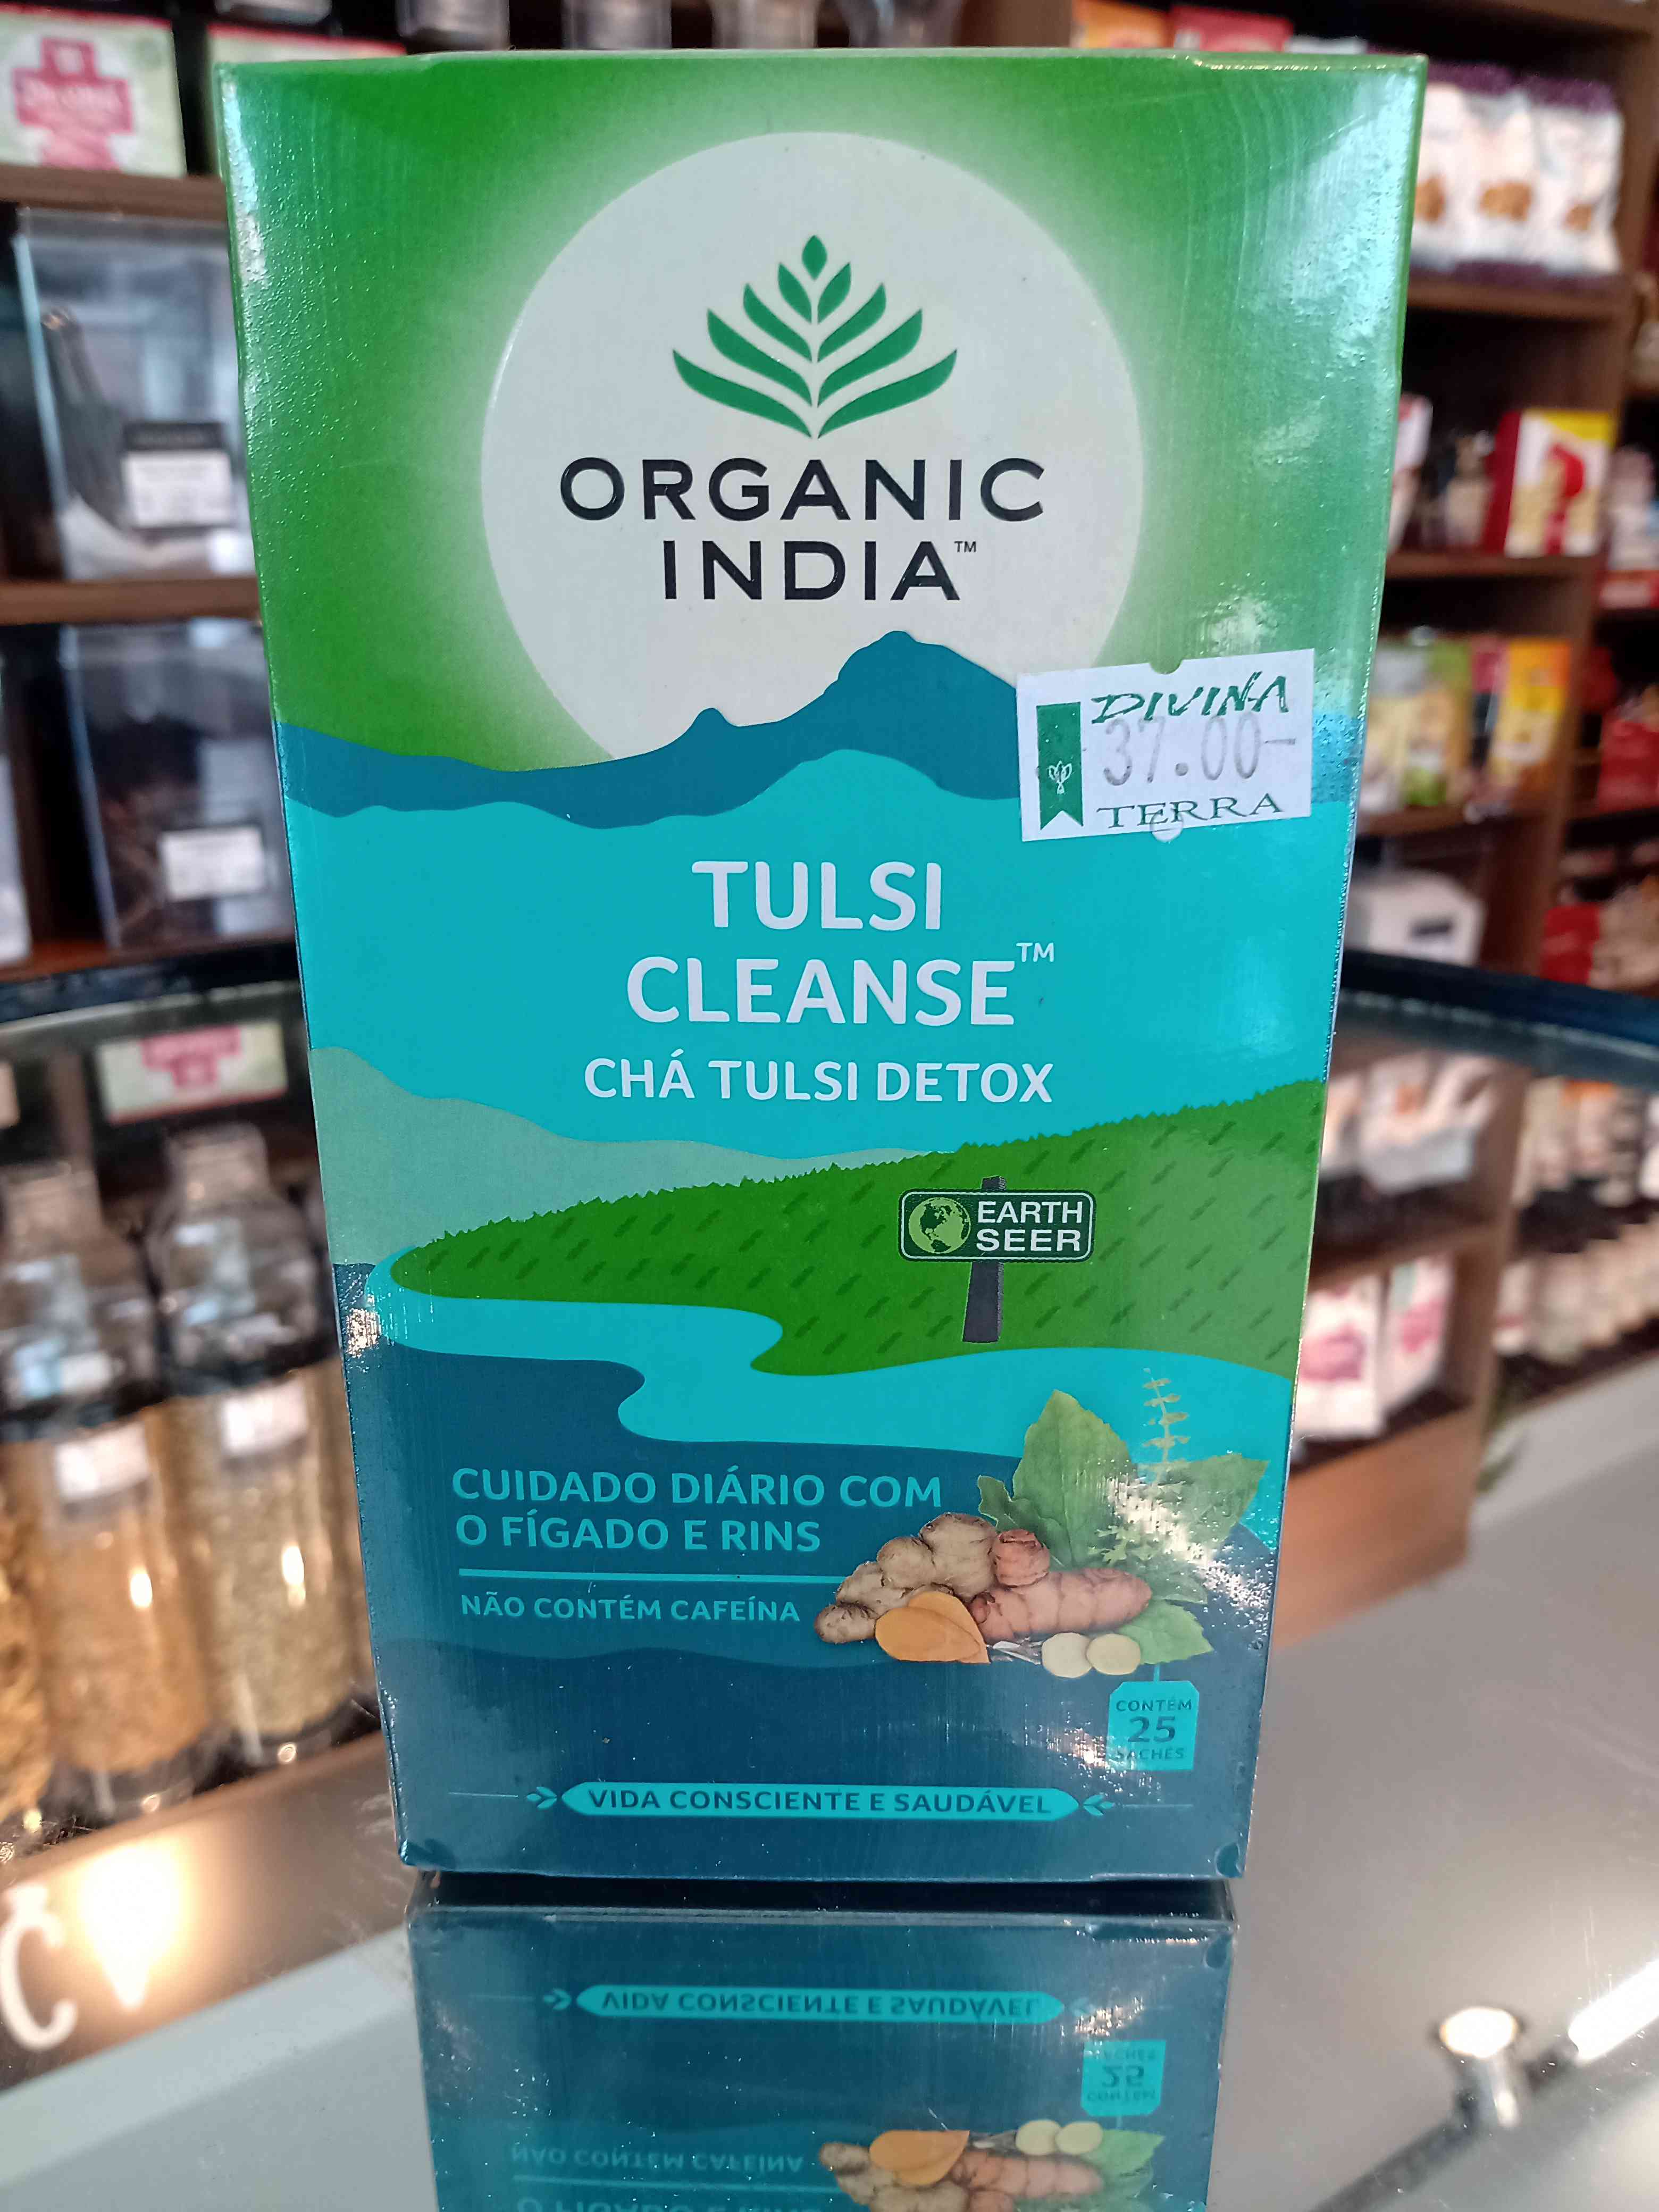 ORGANIC
INDIA™
DIVINA
37.00-
TERRA
TULSI
CLEANSE™
CHÁ TULSI DETOX
EARTH
SEER
CUIDADO DIÁRIO COM
O FÍGADO E RINS
NÃO CONTÉM CAFEÍNA
CONTÉM
25
SACHÊS
VIDA CONSCIENTE E SAUDÁVEL